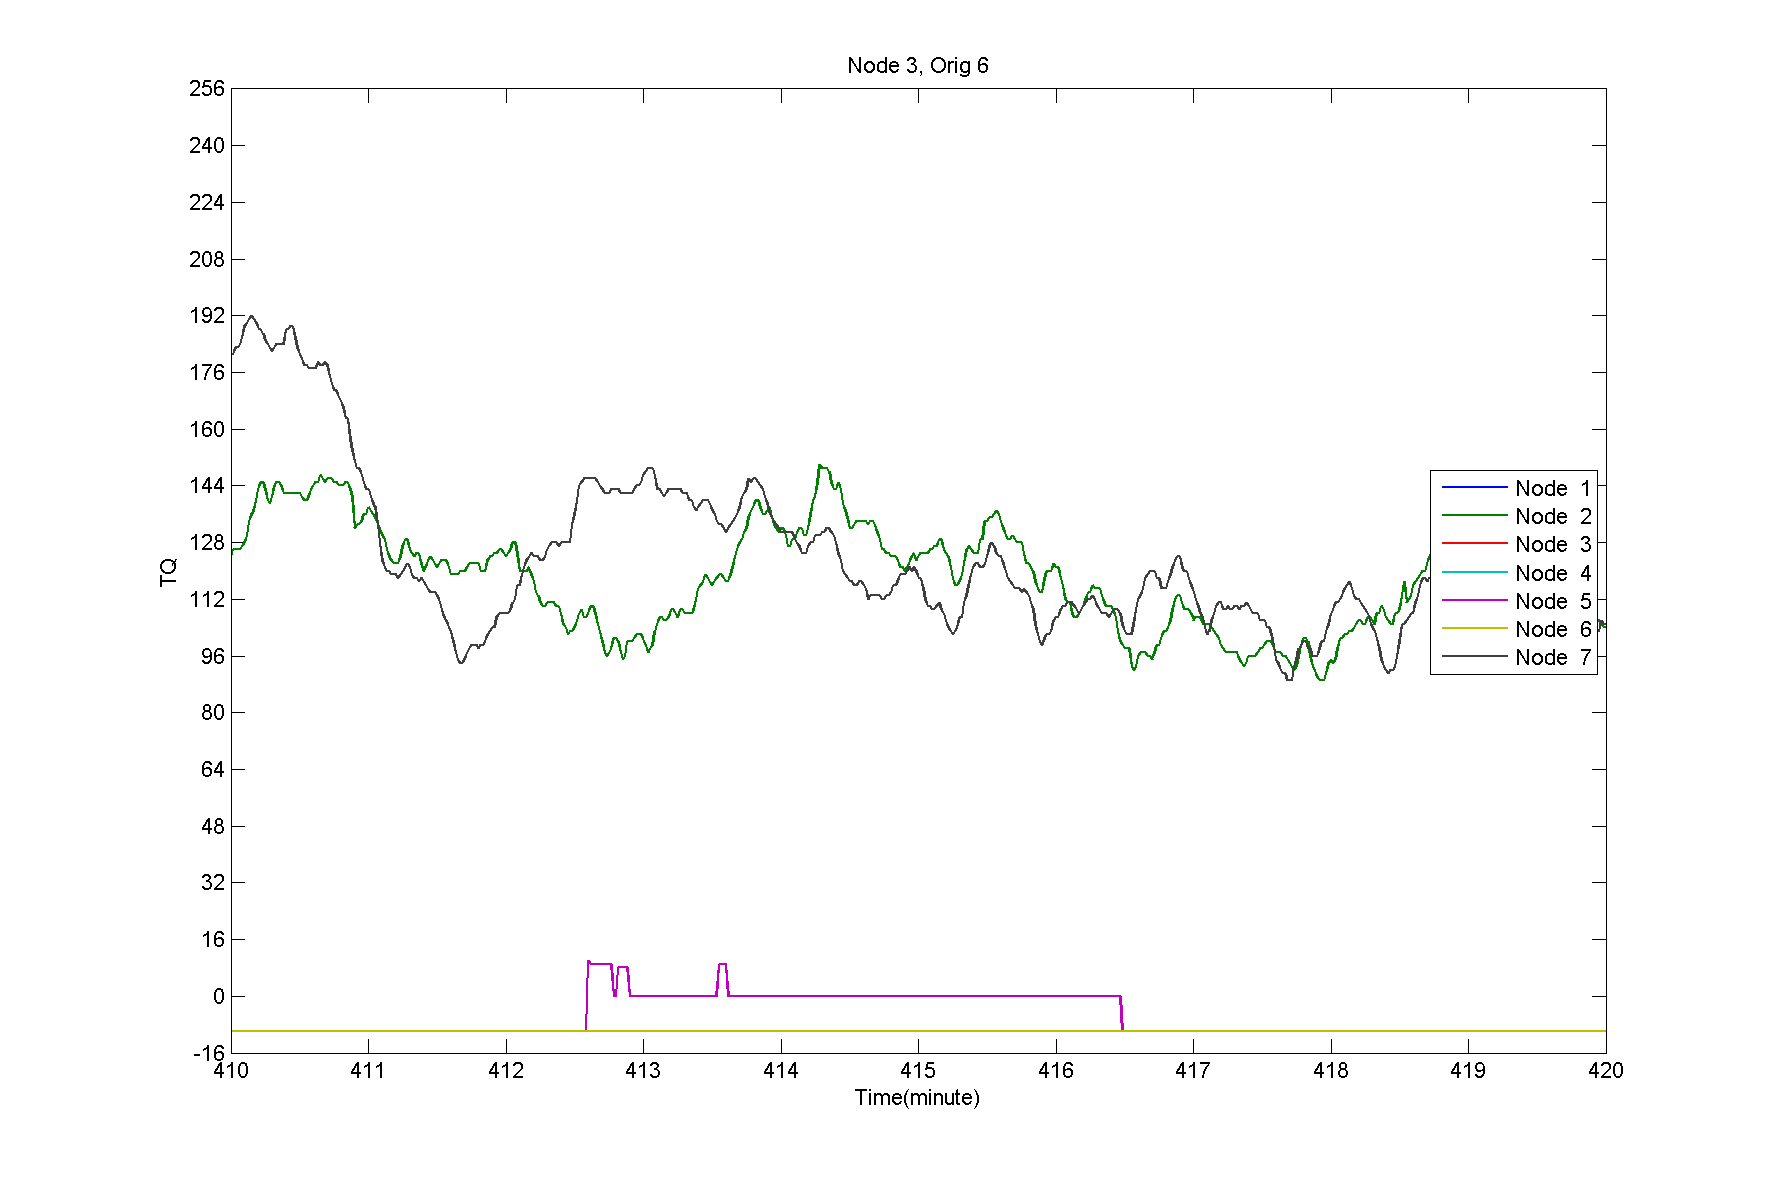 Node 3, Orig 6
256
240
224
208
192
176
160
144
128
112
96
80
64
48
32
16
0
-16
TQ
Node 1
Node 2
Node 3
Node 4
Node 5
Node 6
Node 7
410 411 412 413 414 415 416 417 418 419 420
Time(minute)